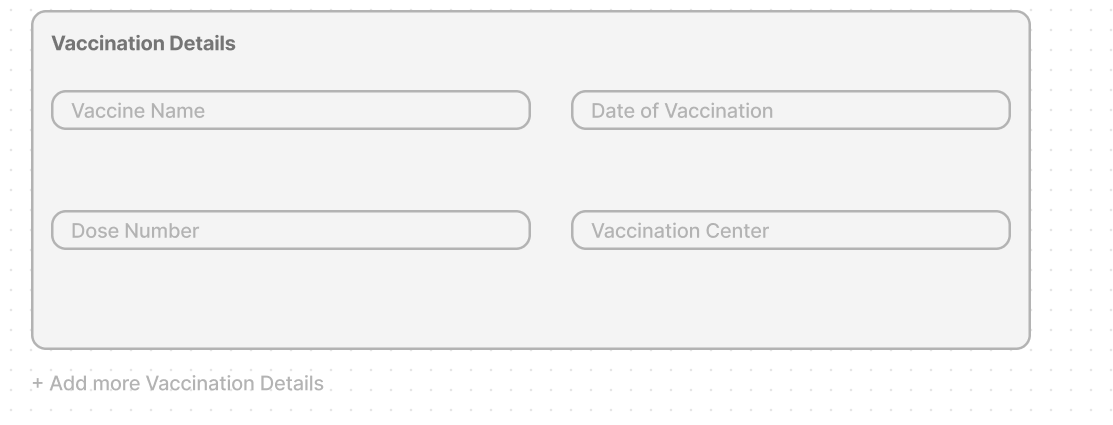 Vaccination Details
Vaccine Name
Date of Vaccination
Dose Number
Vaccination Center
+ Add more Vaccination Details